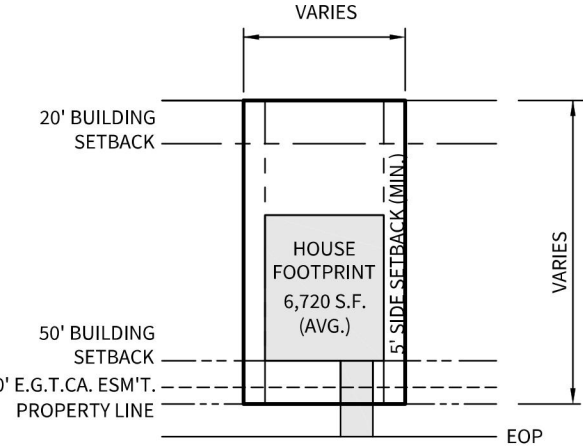 VARIES
20' BUILDING
SETBACK
5' SIDE SETBACK (MIN.)
VARIES
HOUSE
FOOTPRINT
6,720 S.F.
(AVG.)
50' BUILDING
SETBACK
0' E.G.T.CA. ESM'T.
PROPERTY LINE
EOP